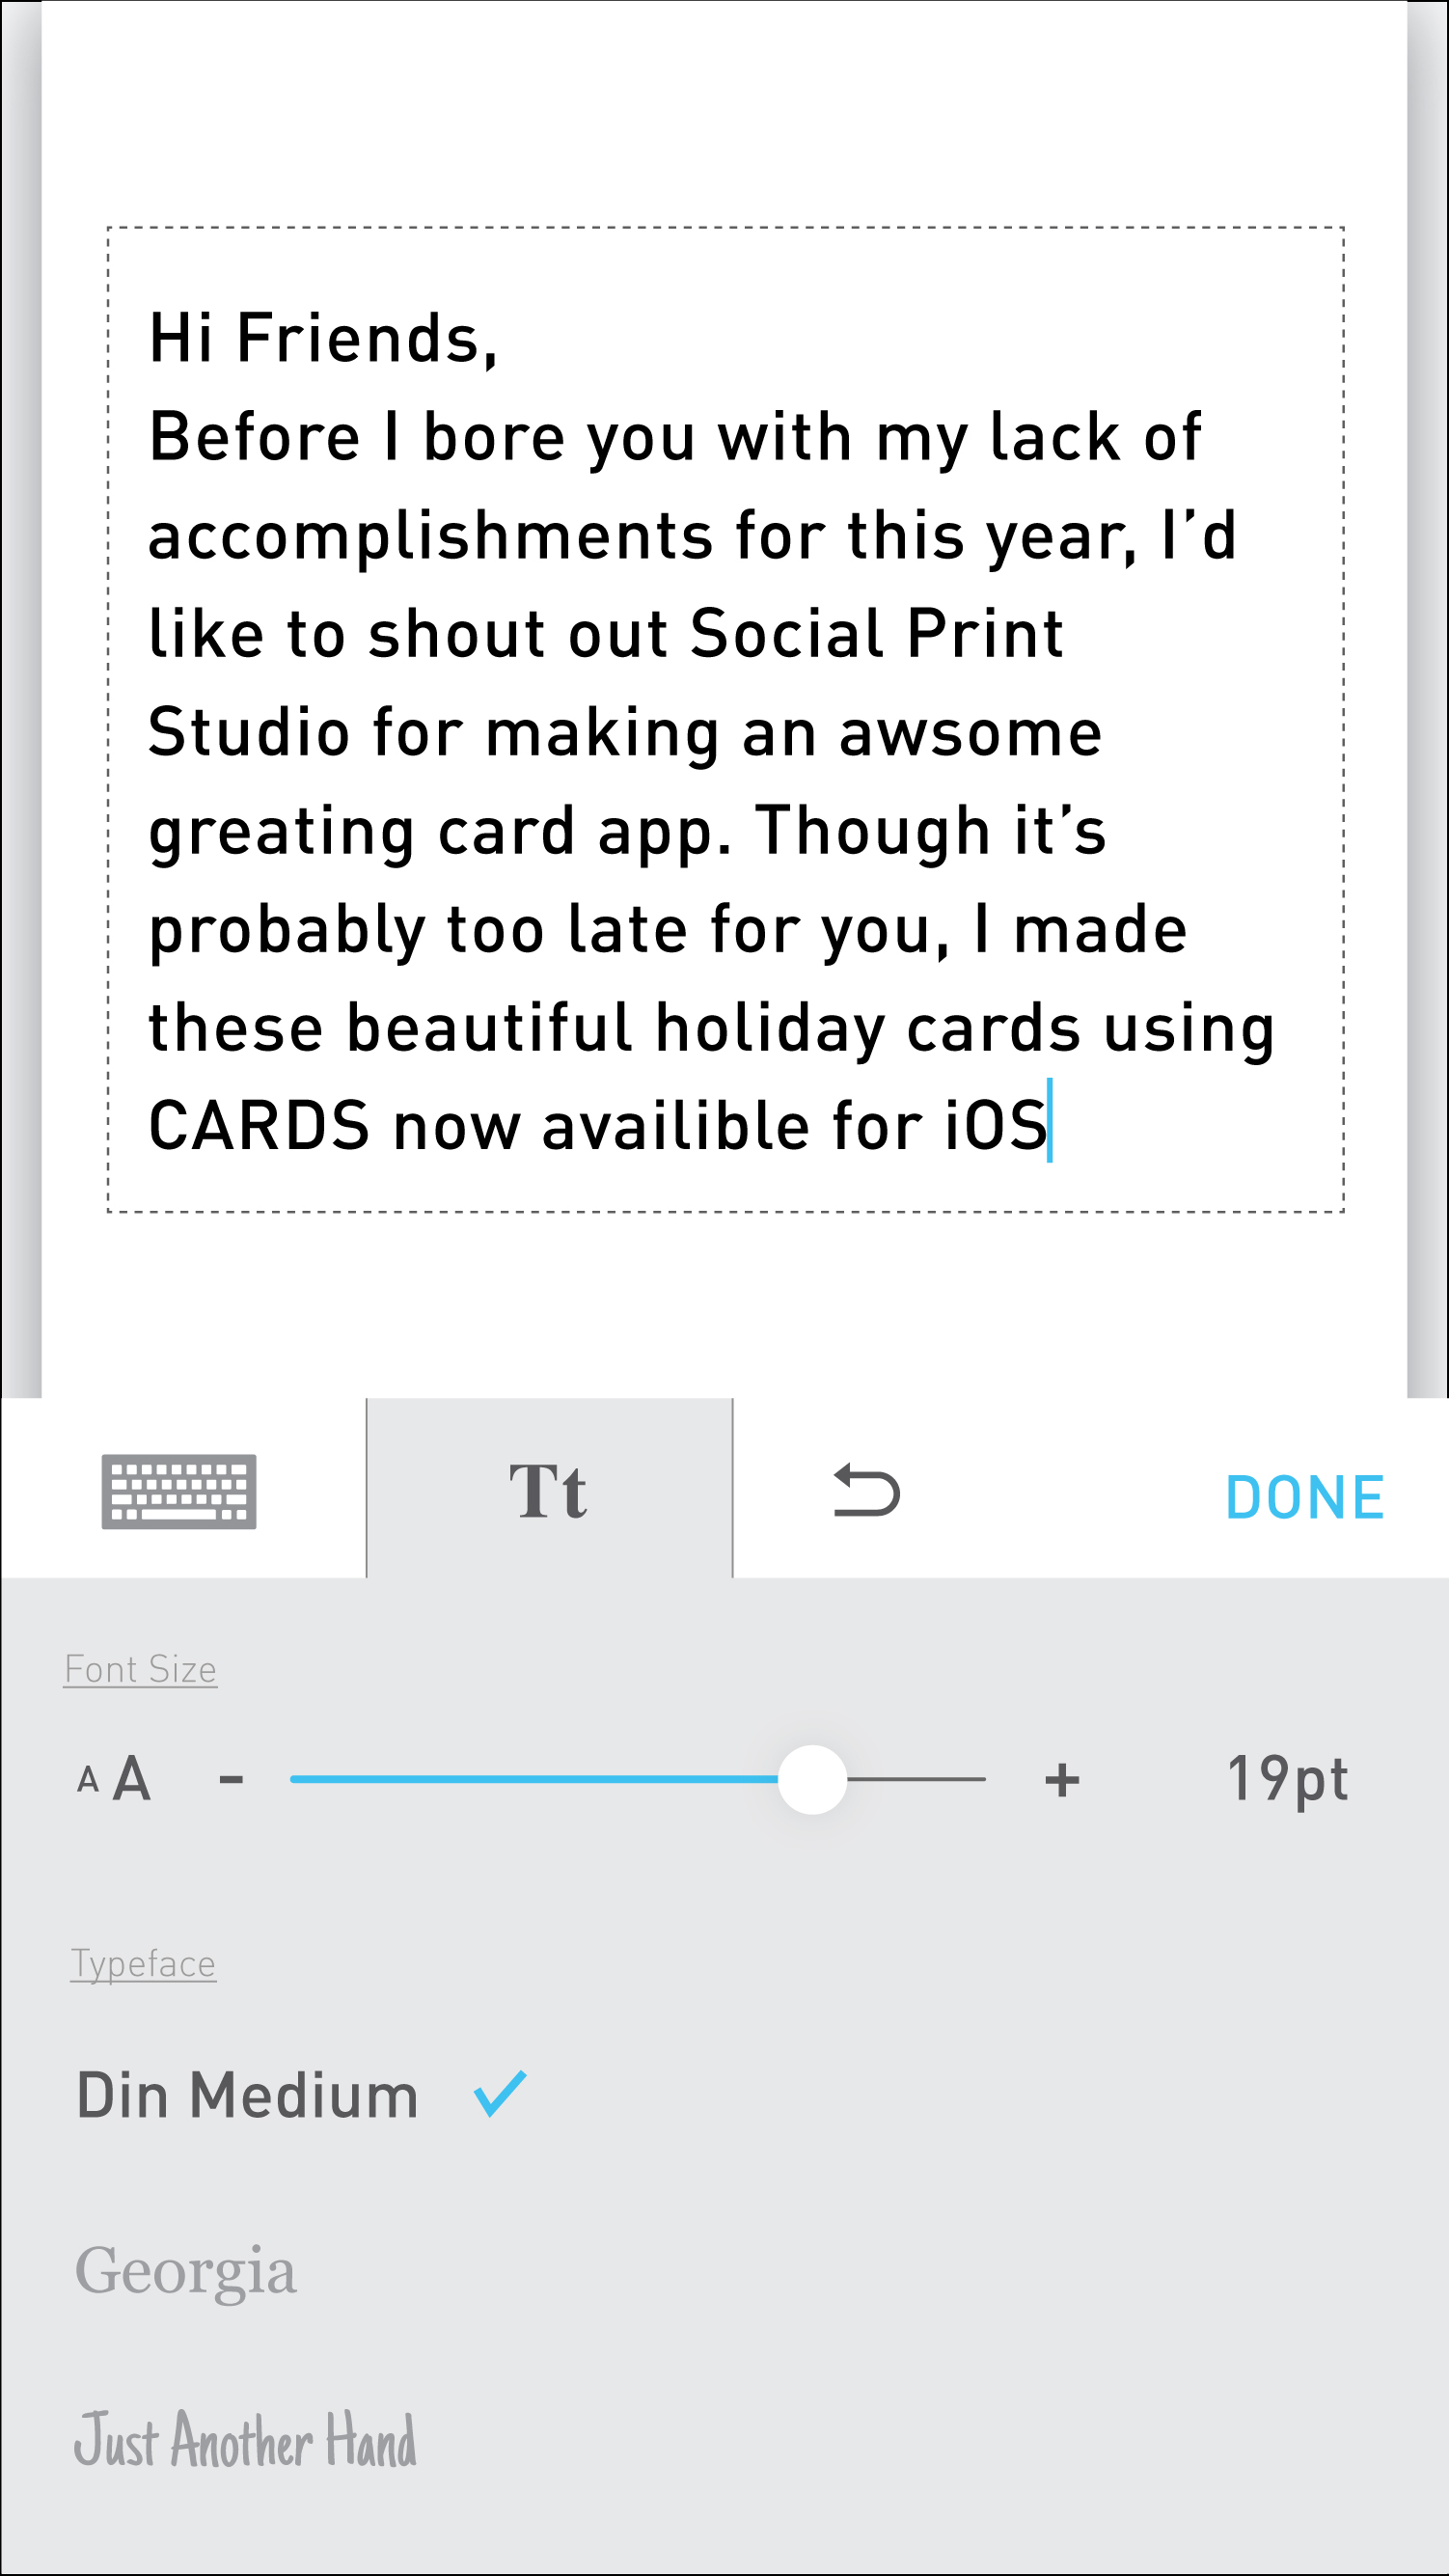 Hi Friends,
Before I bore you with my lack of
accomplishments for this year, I’d
like to shout out Social Print
Studio for making an awsome
greating card app. Though it’s
probably too late for you, I made
these beautiful holiday cards using
CARDS now availible for iOS
Tt
DONE
Font Size
A A - + 19pt
Typeface
Din Medium
Georgia
Just Another Hand